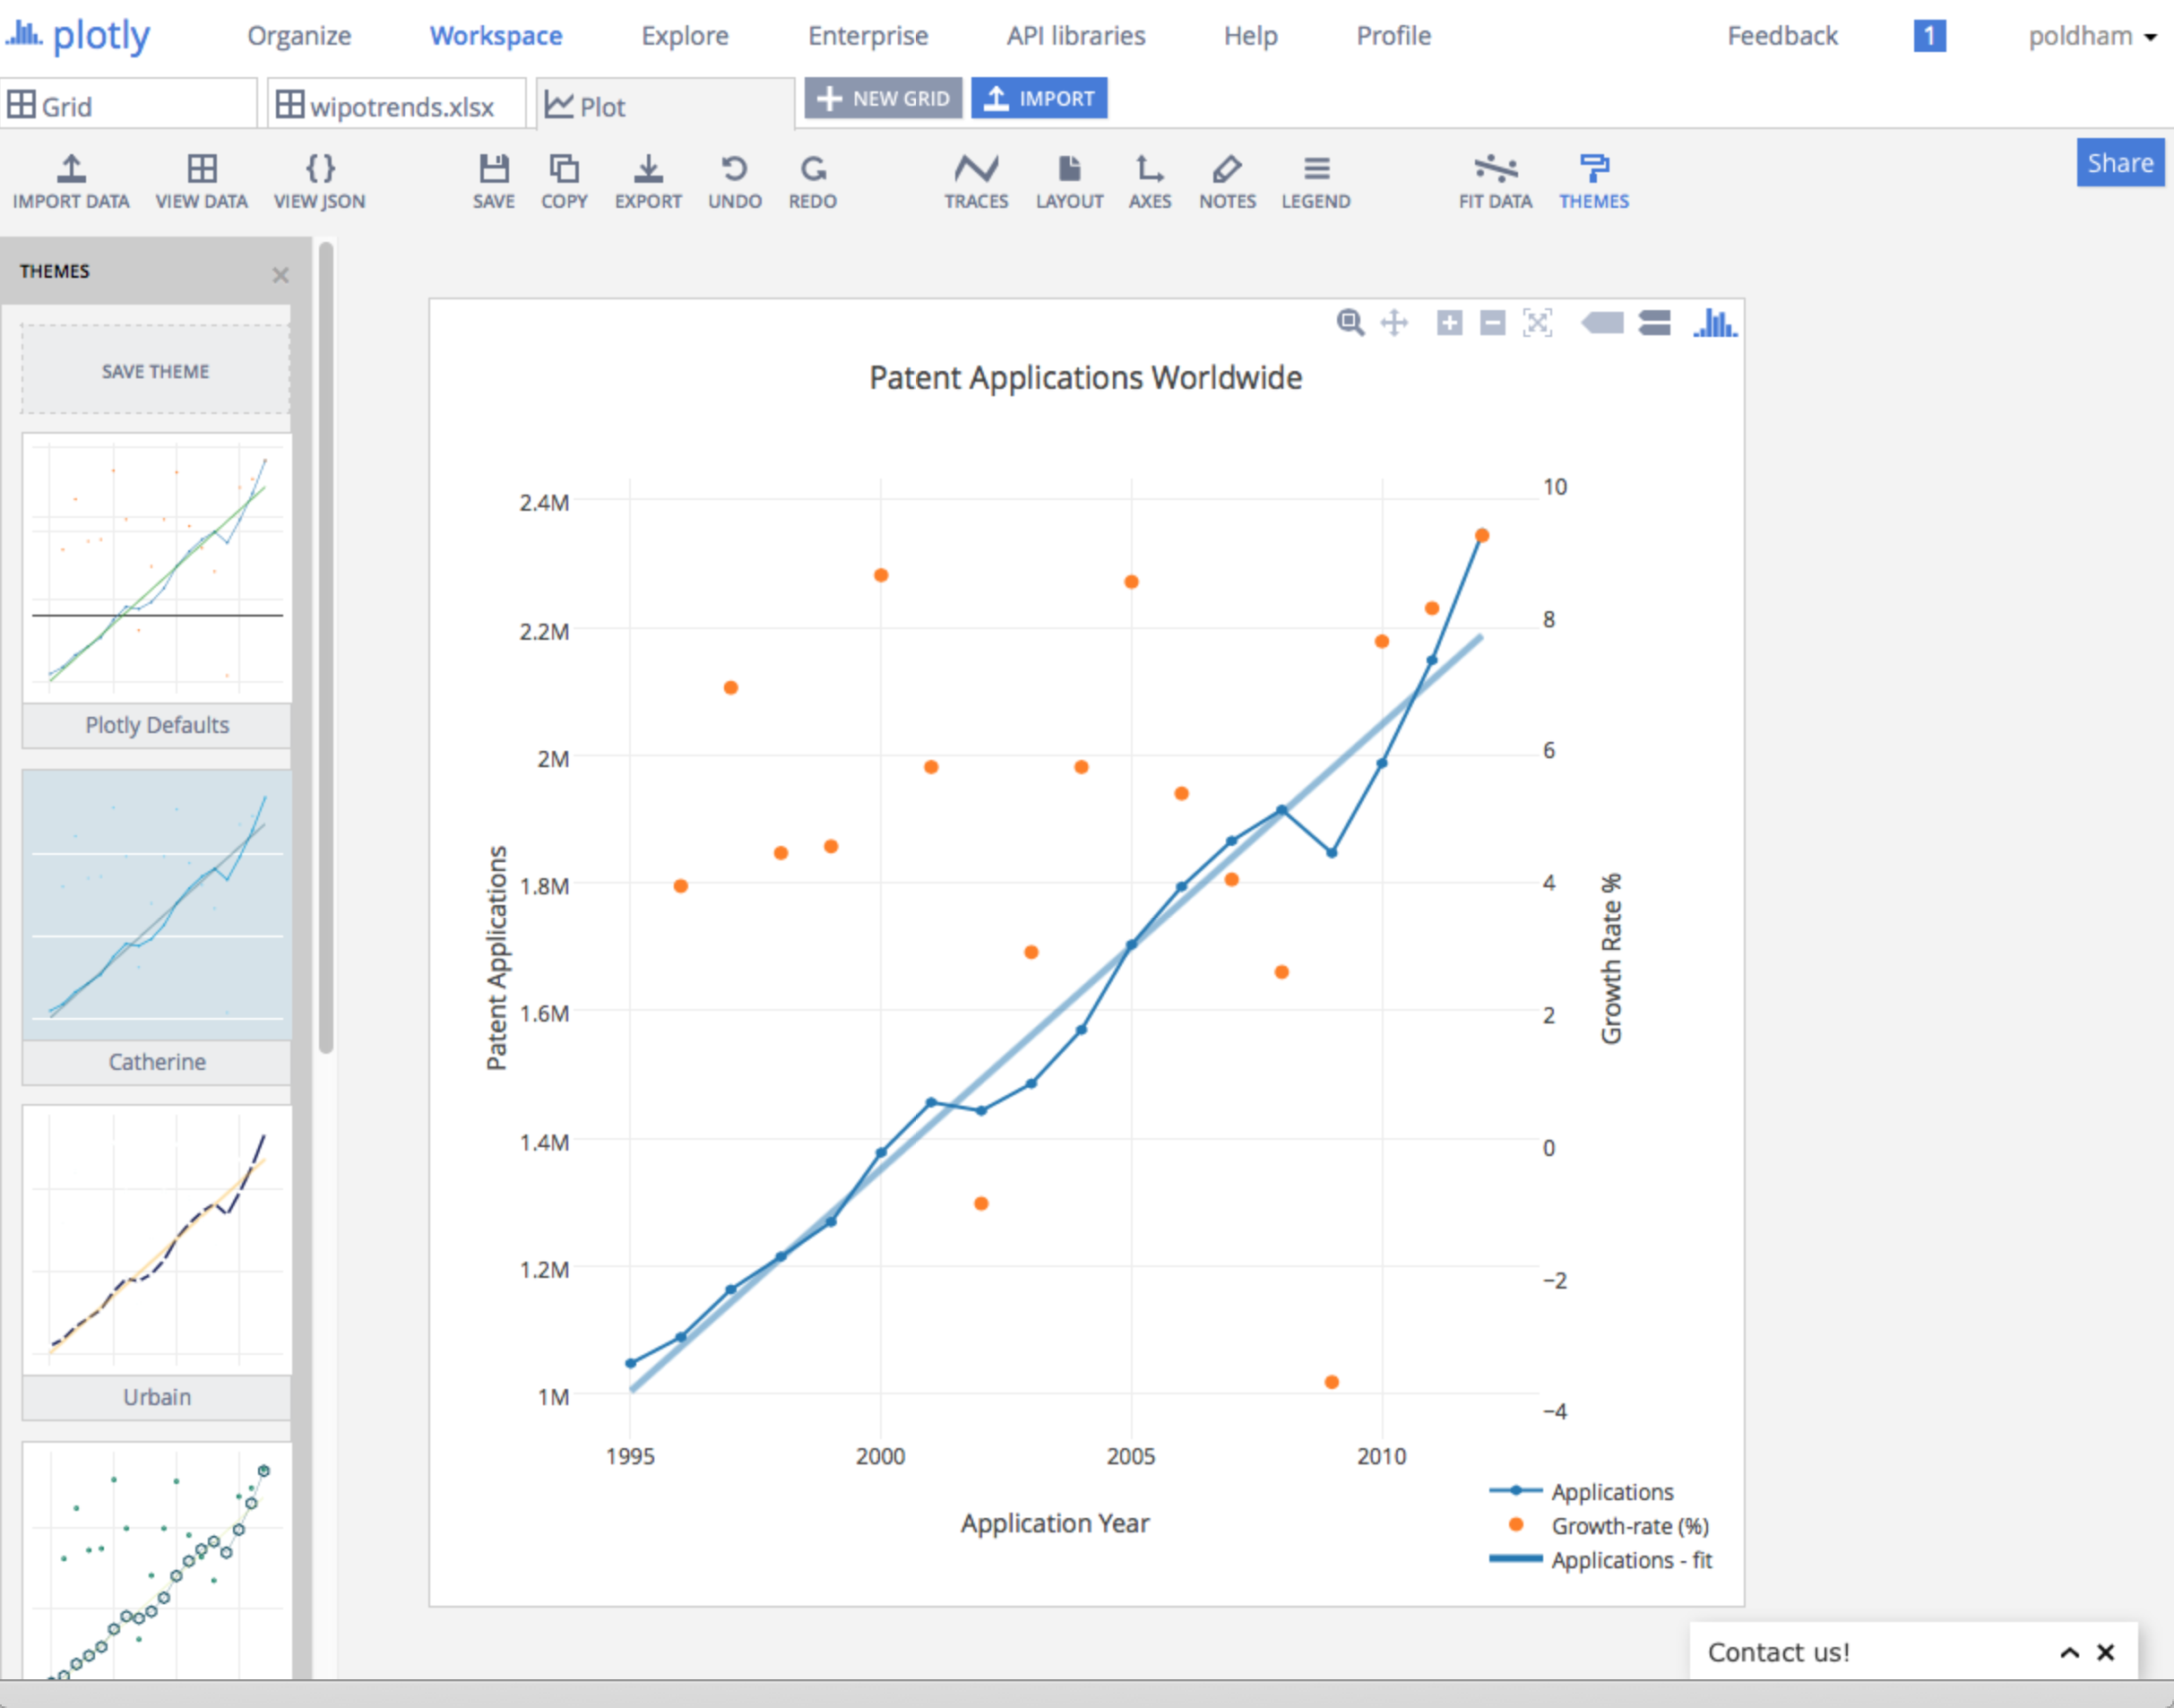 plotly Organize Workspace Explore Enterprise API libraries Help Profile Feedback 1 poldham
Grid wipotrends.xlsx Plot NEW GRID IMPORT
IMPORT DATA VIEW DATA VIEW JSON SAVE COPY EXPORT UNDO REDO TRACES LAYOUT AXES NOTES LEGEND FIT DATA THEMES Share
THEMES
SAVE THEME
Plotly Defaults
Catherine
Urbain
Patent Applications Worldwide
2.4M
2.2M
2M
1.8M
1.6M
1.4M
1.2M
1M
Patent Applications
10
8
6
4
2
0
−2
−4
Growth Rate %
1995 2000 2005 2010
Application Year
Applications
Growth-rate (%)
Applications - fit
Contact us!